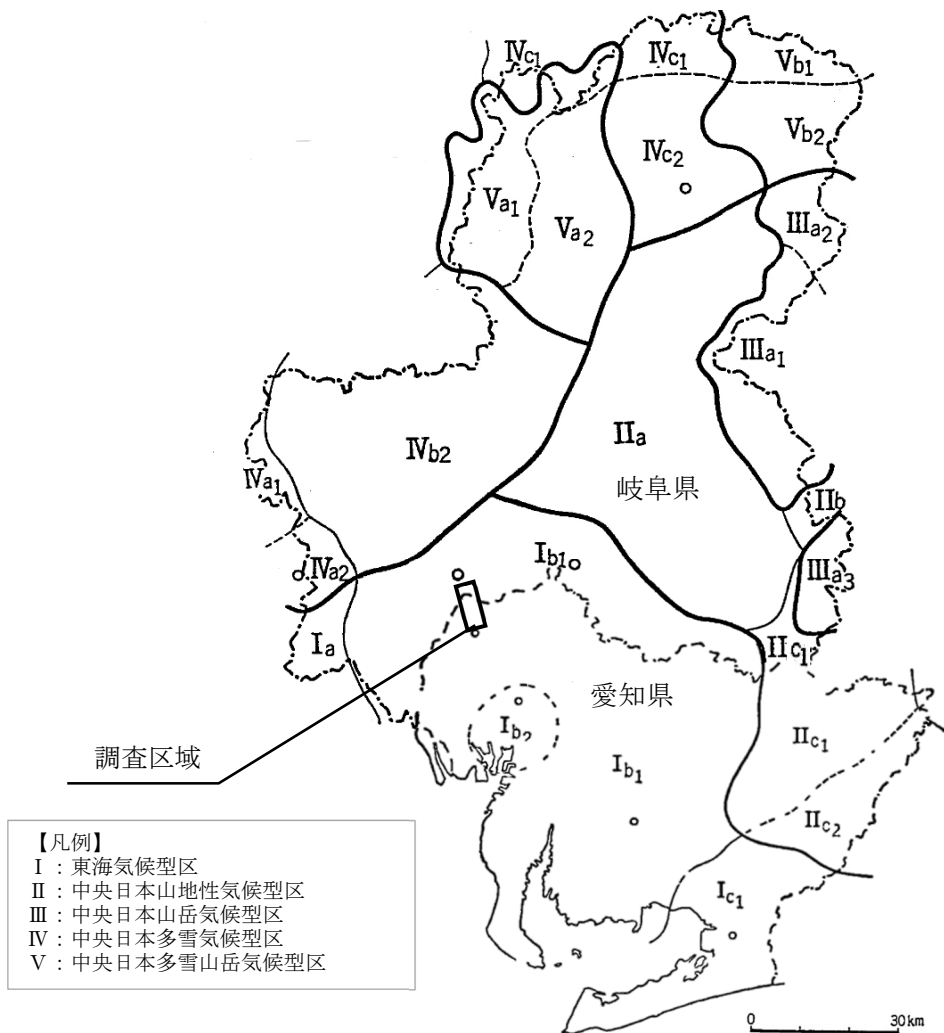 Ⅳc1
Ⅳc1
Ⅴb1
Ⅴb2
Ⅳc2
Ⅴa1
Ⅴa2
Ⅲa2
Ⅲa1
Ⅱa
Ⅳb2
Ⅳa1
岐阜県
Ⅱb
Ⅰb1
Ⅳa2
Ⅲa3
Ⅰa
Ⅱc1
愛知県
Ⅰb2
Ⅱc1
調査区域
Ⅰb1
Ⅱc2
Ⅰc1
【凡例】
Ⅰ：東海気候型区
Ⅱ：中央日本山地性気候型区
Ⅲ：中央日本山岳気候型区
Ⅳ：中央日本多雪気候型区
Ⅴ：中央日本多雪山岳気候型区
0 30km